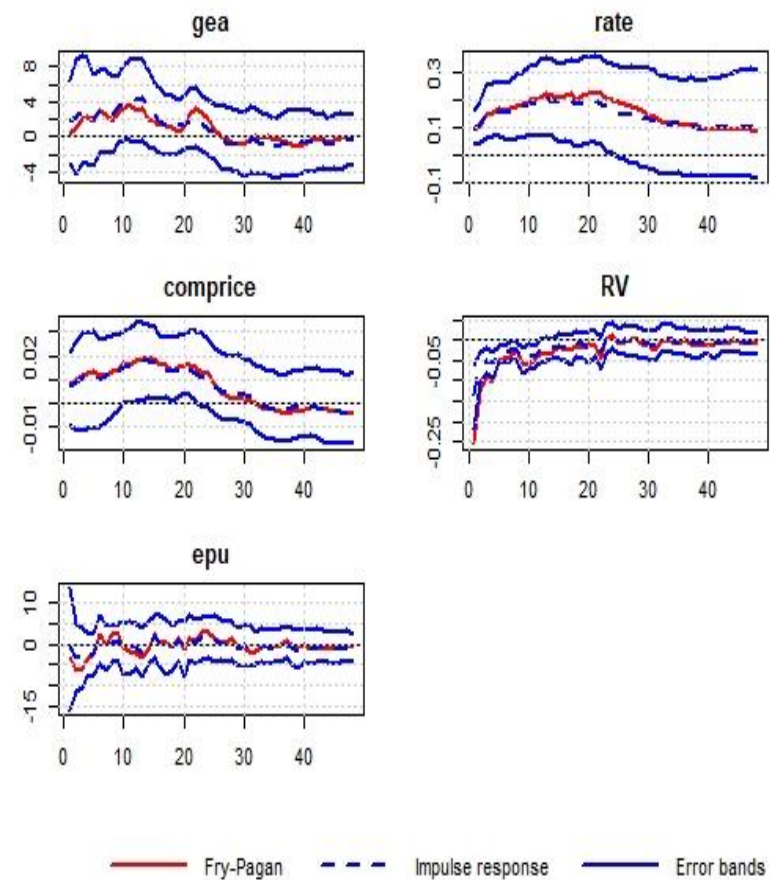 gea rate
8
4
0
-4
0.3
0.1
-0.1
0 10 20 30 40 0 10 20 30 40
comprice RV
0.02
-0.01
-0.05
-0.25
0 10 20 30 40 0 10 20 30 40
epu
10
0
-15
0 10 20 30 40
Fry-Pagan Impulse response Error bands